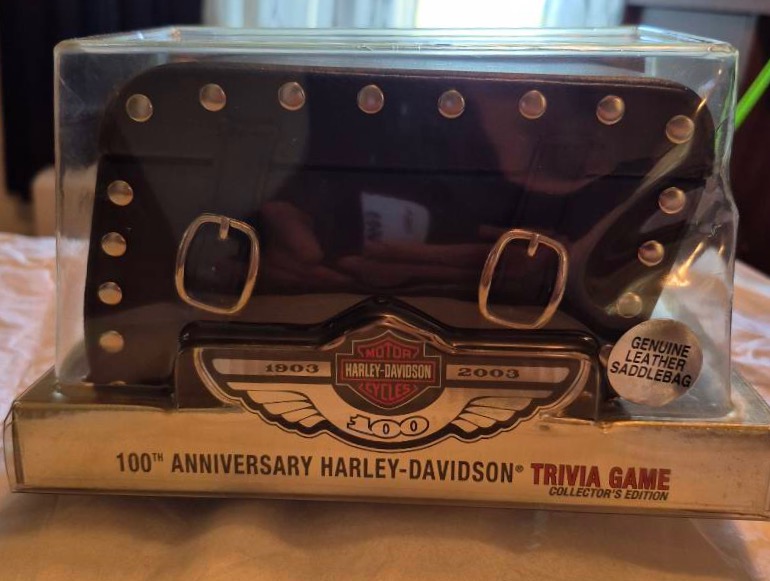 GENUINE
LEATHER
SADDLEBAG
1903 2003
MOTOR
HARLEY-DAVIDSON
CYCLES
100
100TH ANNIVERSARY HARLEY-DAVIDSON® TRIVIA GAME
COLLECTOR'S EDITION